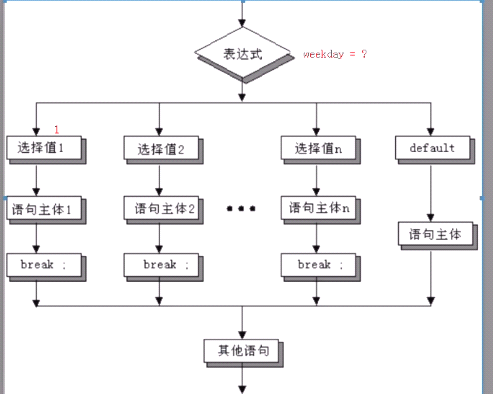 表达式
weekday = ?
1
选择值1
选择值2
选择值n
default
语句主体1
语句主体2
语句主体n
语句主体
break ;
break ;
break ;
其他语句